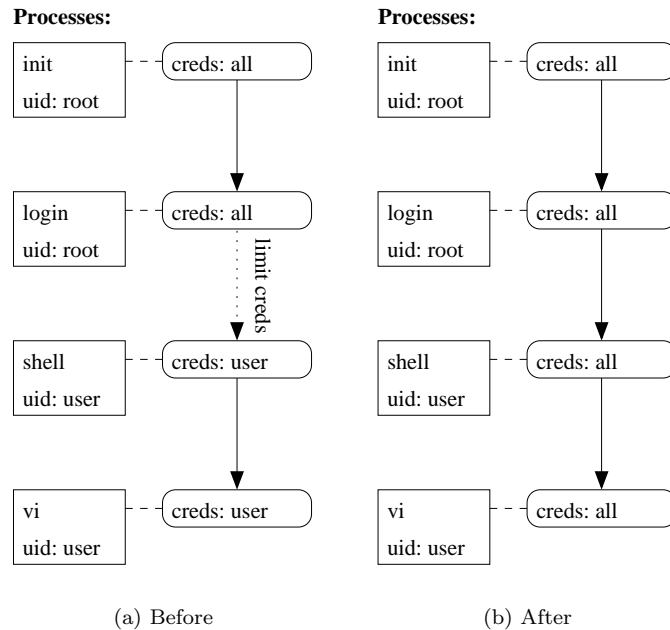 Processes:
init
uid: root
creds: all
login
uid: root
creds: all
limit creds
shell
uid: user
creds: user
vi
uid: user
creds: user
(a) Before
Processes:
init
uid: root
creds: all
login
uid: root
creds: all
shell
uid: user
creds: all
vi
uid: user
creds: all
(b) After